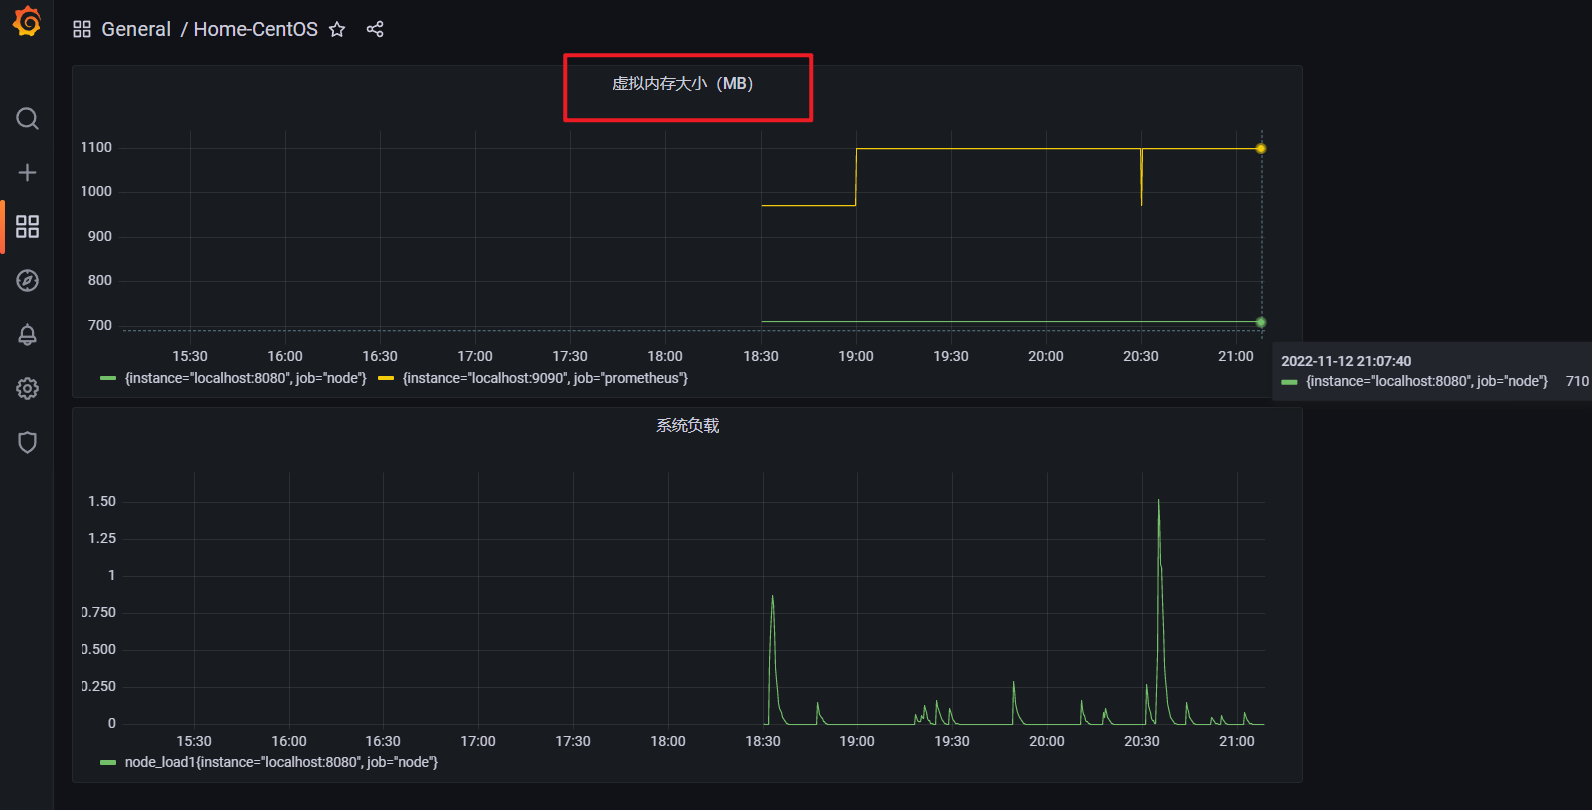 General / Home-CentOS
虚拟内存大小（MB）
1100
1000
900
800
700
15:30 16:00 16:30 17:00 17:30 18:00 18:30 19:00 19:30 20:00 20:30 21:00
{instance="localhost:8080", job="node"} {instance="localhost:9090", job="prometheus"}
2022-11-12 21:07:40
{instance="localhost:8080", job="node"} 710
系统负载
1.50
1.25
1
0.750
0.500
0.250
0
15:30 16:00 16:30 17:00 17:30 18:00 18:30 19:00 19:30 20:00 20:30 21:00
node_load1{instance="localhost:8080", job="node"}